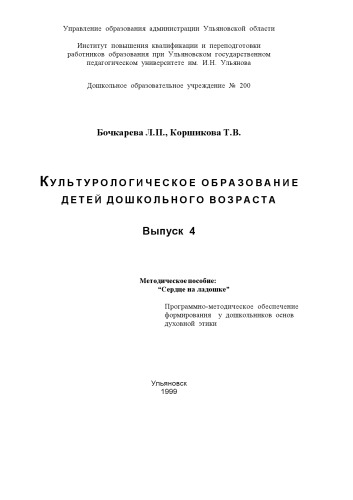 Управление образования администрации Ульяновской области
Институт повышения квалификации и переподготовки
работников образования при Ульяновском государственном
педагогическом университете им. И.Н. Ульянова
Дошкольное образовательное учреждение № 200
Бочкарева Л.П., Коршикова Т.В.
КУЛЬТУРОЛОГИЧЕСКОЕ ОБРАЗОВАНИЕ
ДЕТЕЙ ДОШКОЛЬНОГО ВОЗРАСТА
Выпуск 4
Методическое пособие:
“Сердце на ладошке”
Программно-методическое обеспечение
формирования у дошкольников основ
духовной этики
Ульяновск
1999